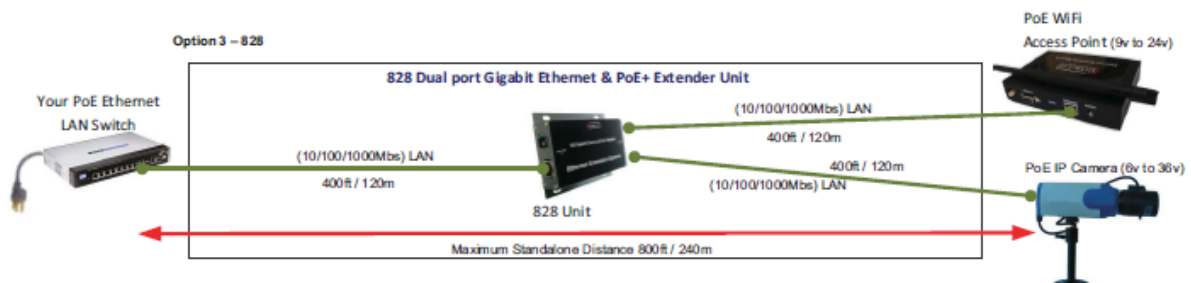 Option 3 – 828
828 Dual port Gigabit Ethernet & PoE+ Extender Unit
Your PoE Ethernet
LAN Switch
(10/100/1000Mbs) LAN
400ft / 120m
828 Unit
(10/100/1000Mbs) LAN
400ft / 120m
400ft / 120m
(10/100/1000Mbs) LAN
PoE WiFi
Access Point (9v to 24v)
PoE IP Camera (6v to 36v)
Maximum Standalone Distance 800ft / 240m